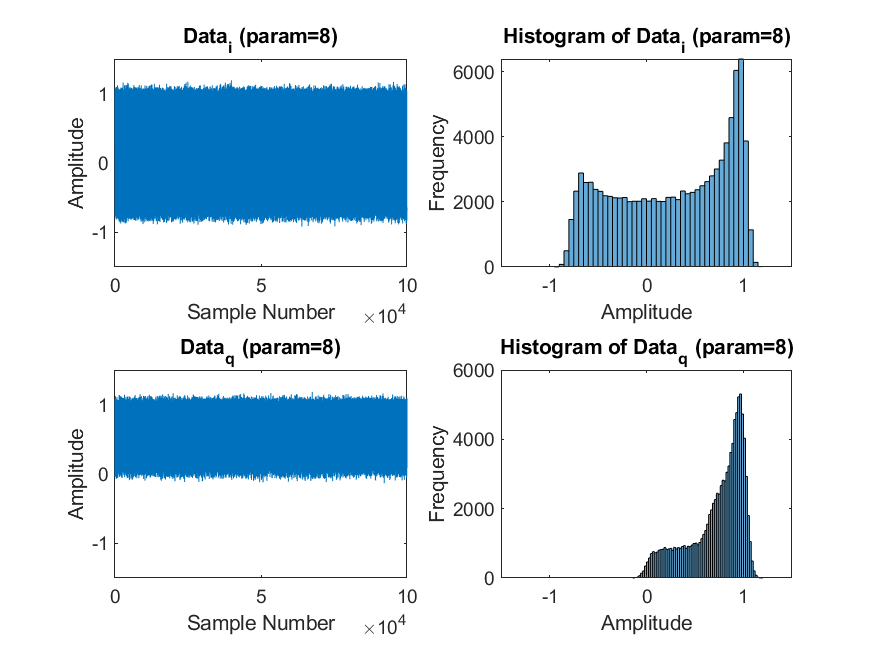 Data_i (param=8)
Amplitude
1
0
-1
0
5
10
Sample Number
×10^4
Histogram of Data_i (param=8)
Frequency
6000
4000
2000
0
-1
0
1
Amplitude
Data_q (param=8)
Amplitude
1
0
-1
0
5
10
Sample Number
×10^4
Histogram of Data_q (param=8)
Frequency
6000
4000
2000
0
-1
0
1
Amplitude